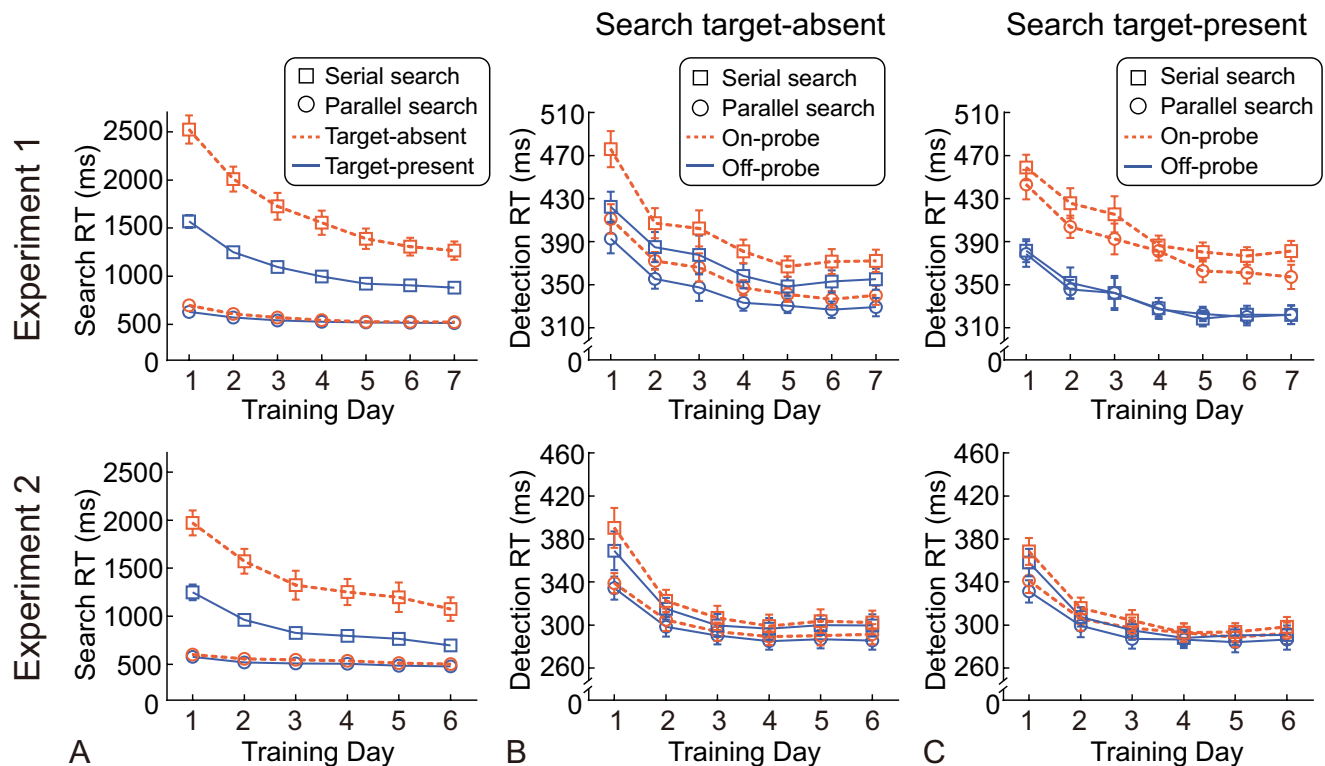 Search target-absent
Search target-present
Experiment 1
Search RT (ms)
2500
2000
1500
1000
500
0
Serial search
Parallel search
Target-absent
Target-present
1 2 3 4 5 6 7
Training Day
Detection RT (ms)
510
470
430
390
350
310
0
Serial search
Parallel search
On-probe
Off-probe
1 2 3 4 5 6 7
Training Day
Detection RT (ms)
510
470
430
390
350
310
0
Serial search
Parallel search
On-probe
Off-probe
1 2 3 4 5 6 7
Training Day
Experiment 2
Search RT (ms)
2500
2000
1500
1000
500
0
1 2 3 4 5 6
Training Day
A
Detection RT (ms)
460
420
380
340
300
260
0
1 2 3 4 5 6
Training Day
B
Detection RT (ms)
460
420
380
340
300
260
0
1 2 3 4 5 6
Training Day
C